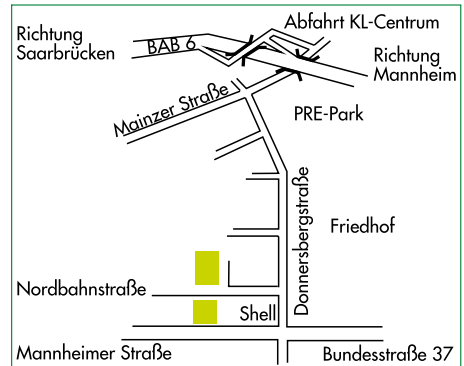 Abfahrt KL-Centrum
Richtung
Saarbrücken
BAB 6
Richtung
Mannheim
Mainzer Straße
PRE-Park
Donnersbergstraße
Friedhof
Nordbahnstraße
Shell
Mannheimer Straße
Bundesstraße 37